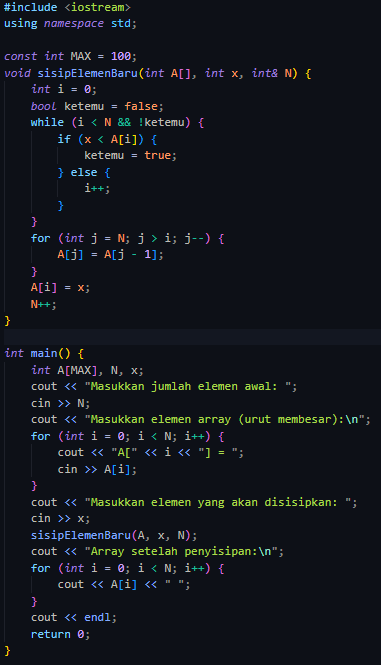 #include <iostream>
using namespace std;
const int MAX = 100;
void sisipElemenBaru(int A[], int x, int& N) {
    int i = 0;
    bool ketemu = false;
    while (i < N && !ketemu) {
        if (x < A[i]) {
            ketemu = true;
        } else {
            i++;
        }
    }
    for (int j = N; j > i; j--) {
        A[j] = A[j - 1];
    }
    A[i] = x;
    N++;
}
int main() {
    int A[MAX], N, x;
    cout << "Masukkan jumlah elemen awal: ";
    cin >> N;
    cout << "Masukkan elemen array (urut membesar):\n";
    for (int i = 0; i < N; i++) {
        cout << "A[" << i << "] = ";
        cin >> A[i];
    }
    cout << "Masukkan elemen yang akan disisipkan: ";
    cin >> x;
    sisipElemenBaru(A, x, N);
    cout << "Array setelah penyisipan:\n";
    for (int i = 0; i < N; i++) {
        cout << A[i] << " ";
    }
    cout << endl;
    return 0;
}